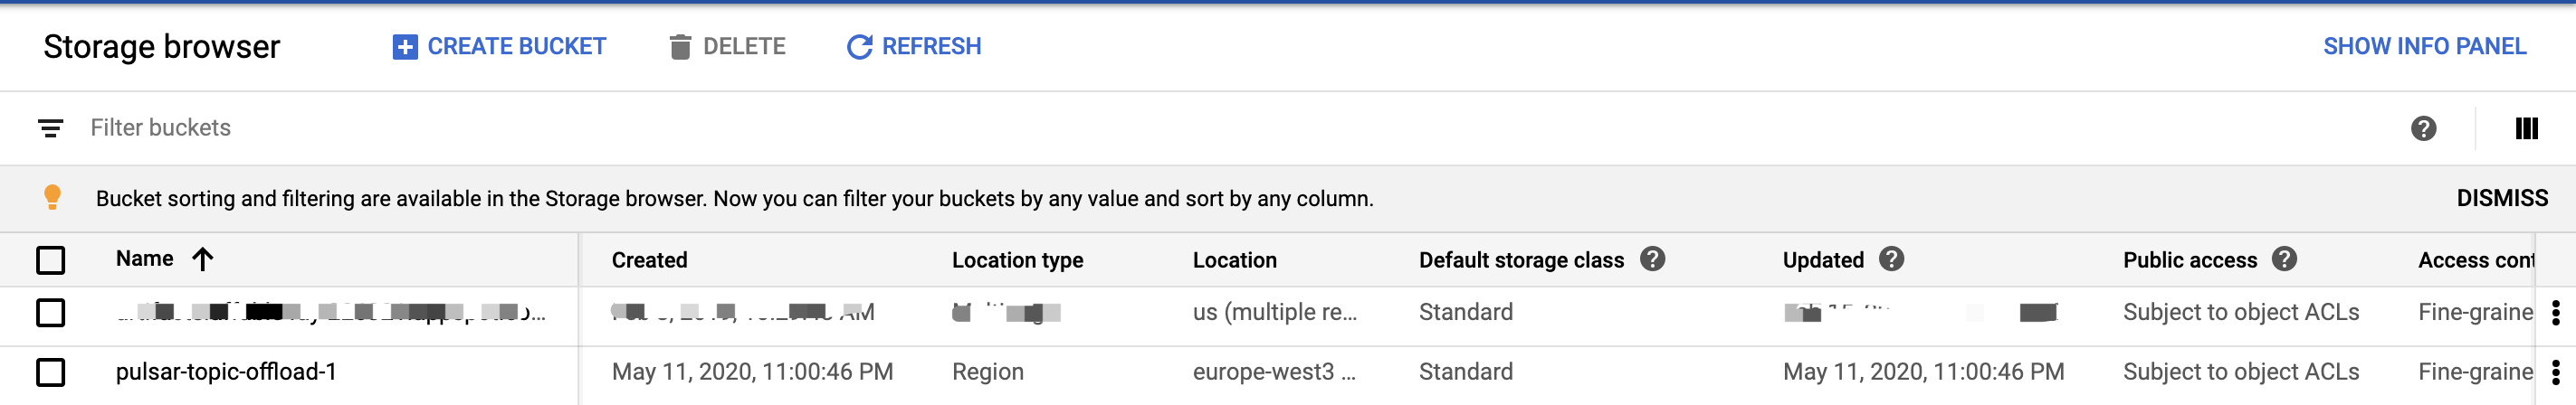 Storage browser CREATE BUCKET DELETE REFRESH SHOW INFO PANEL
Filter buckets
Bucket sorting and filtering are available in the Storage browser. Now you can filter your buckets by any value and sort by any column. DISMISS
Name Created Location type Location Default storage class Updated Public access Access cont
AM us (multiple re... Standard Subject to object ACLs Fine-graine
pulsar-topic-offload-1 May 11, 2020, 11:00:46 PM Region europe-west3 ... Standard May 11, 2020, 11:00:46 PM Subject to object ACLs Fine-graine